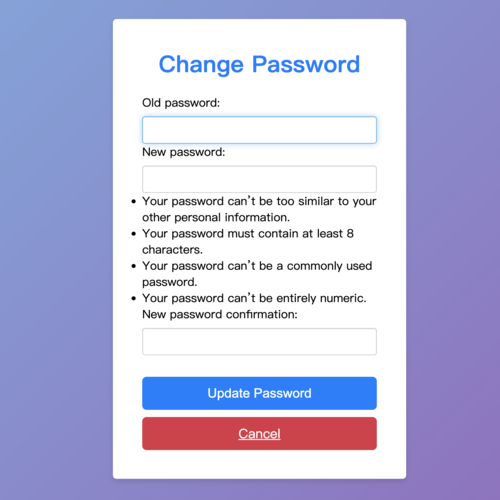 Change Password
Old password:
New password:
• Your password can’t be too similar to your
other personal information.
• Your password must contain at least 8
characters.
• Your password can’t be a commonly used
password.
• Your password can’t be entirely numeric.
New password confirmation:
Update Password
Cancel